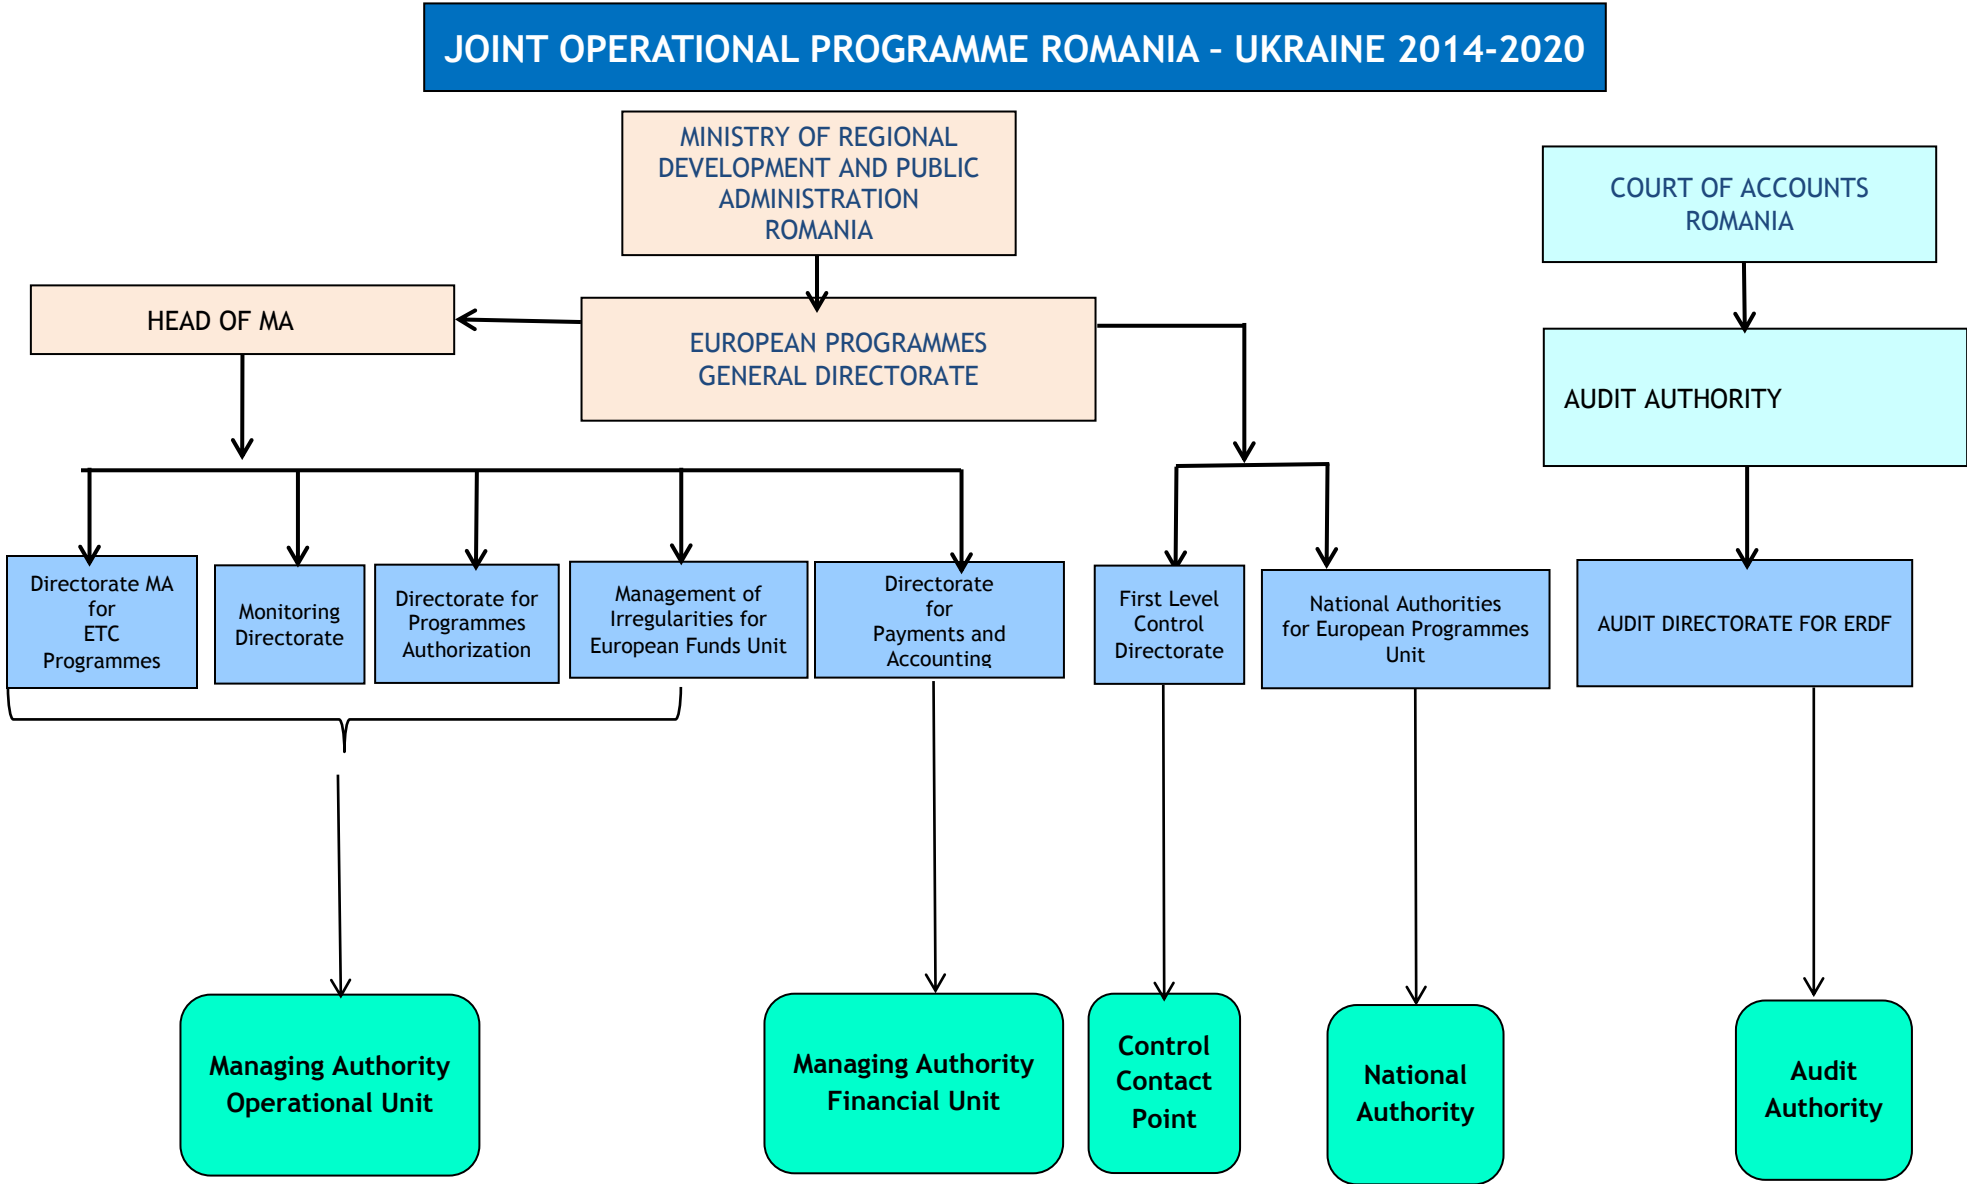 JOINT OPERATIONAL PROGRAMME ROMANIA – UKRAINE 2014-2020
MINISTRY OF REGIONAL
DEVELOPMENT AND PUBLIC
ADMINISTRATION
ROMANIA
COURT OF ACCOUNTS
ROMANIA
HEAD OF MA
EUROPEAN PROGRAMMES
GENERAL DIRECTORATE
AUDIT AUTHORITY
Directorate MA
for
ETC
Programmes
Monitoring
Directorate
Directorate for
Programmes
Authorization
Management of
Irregularities for
European Funds Unit
Directorate
for
Payments and
Accounting
First Level
Control
Directorate
National Authorities
for European Programmes
Unit
AUDIT DIRECTORATE FOR ERDF
Managing Authority
Operational Unit
Managing Authority
Financial Unit
Control
Contact
Point
National
Authority
Audit
Authority